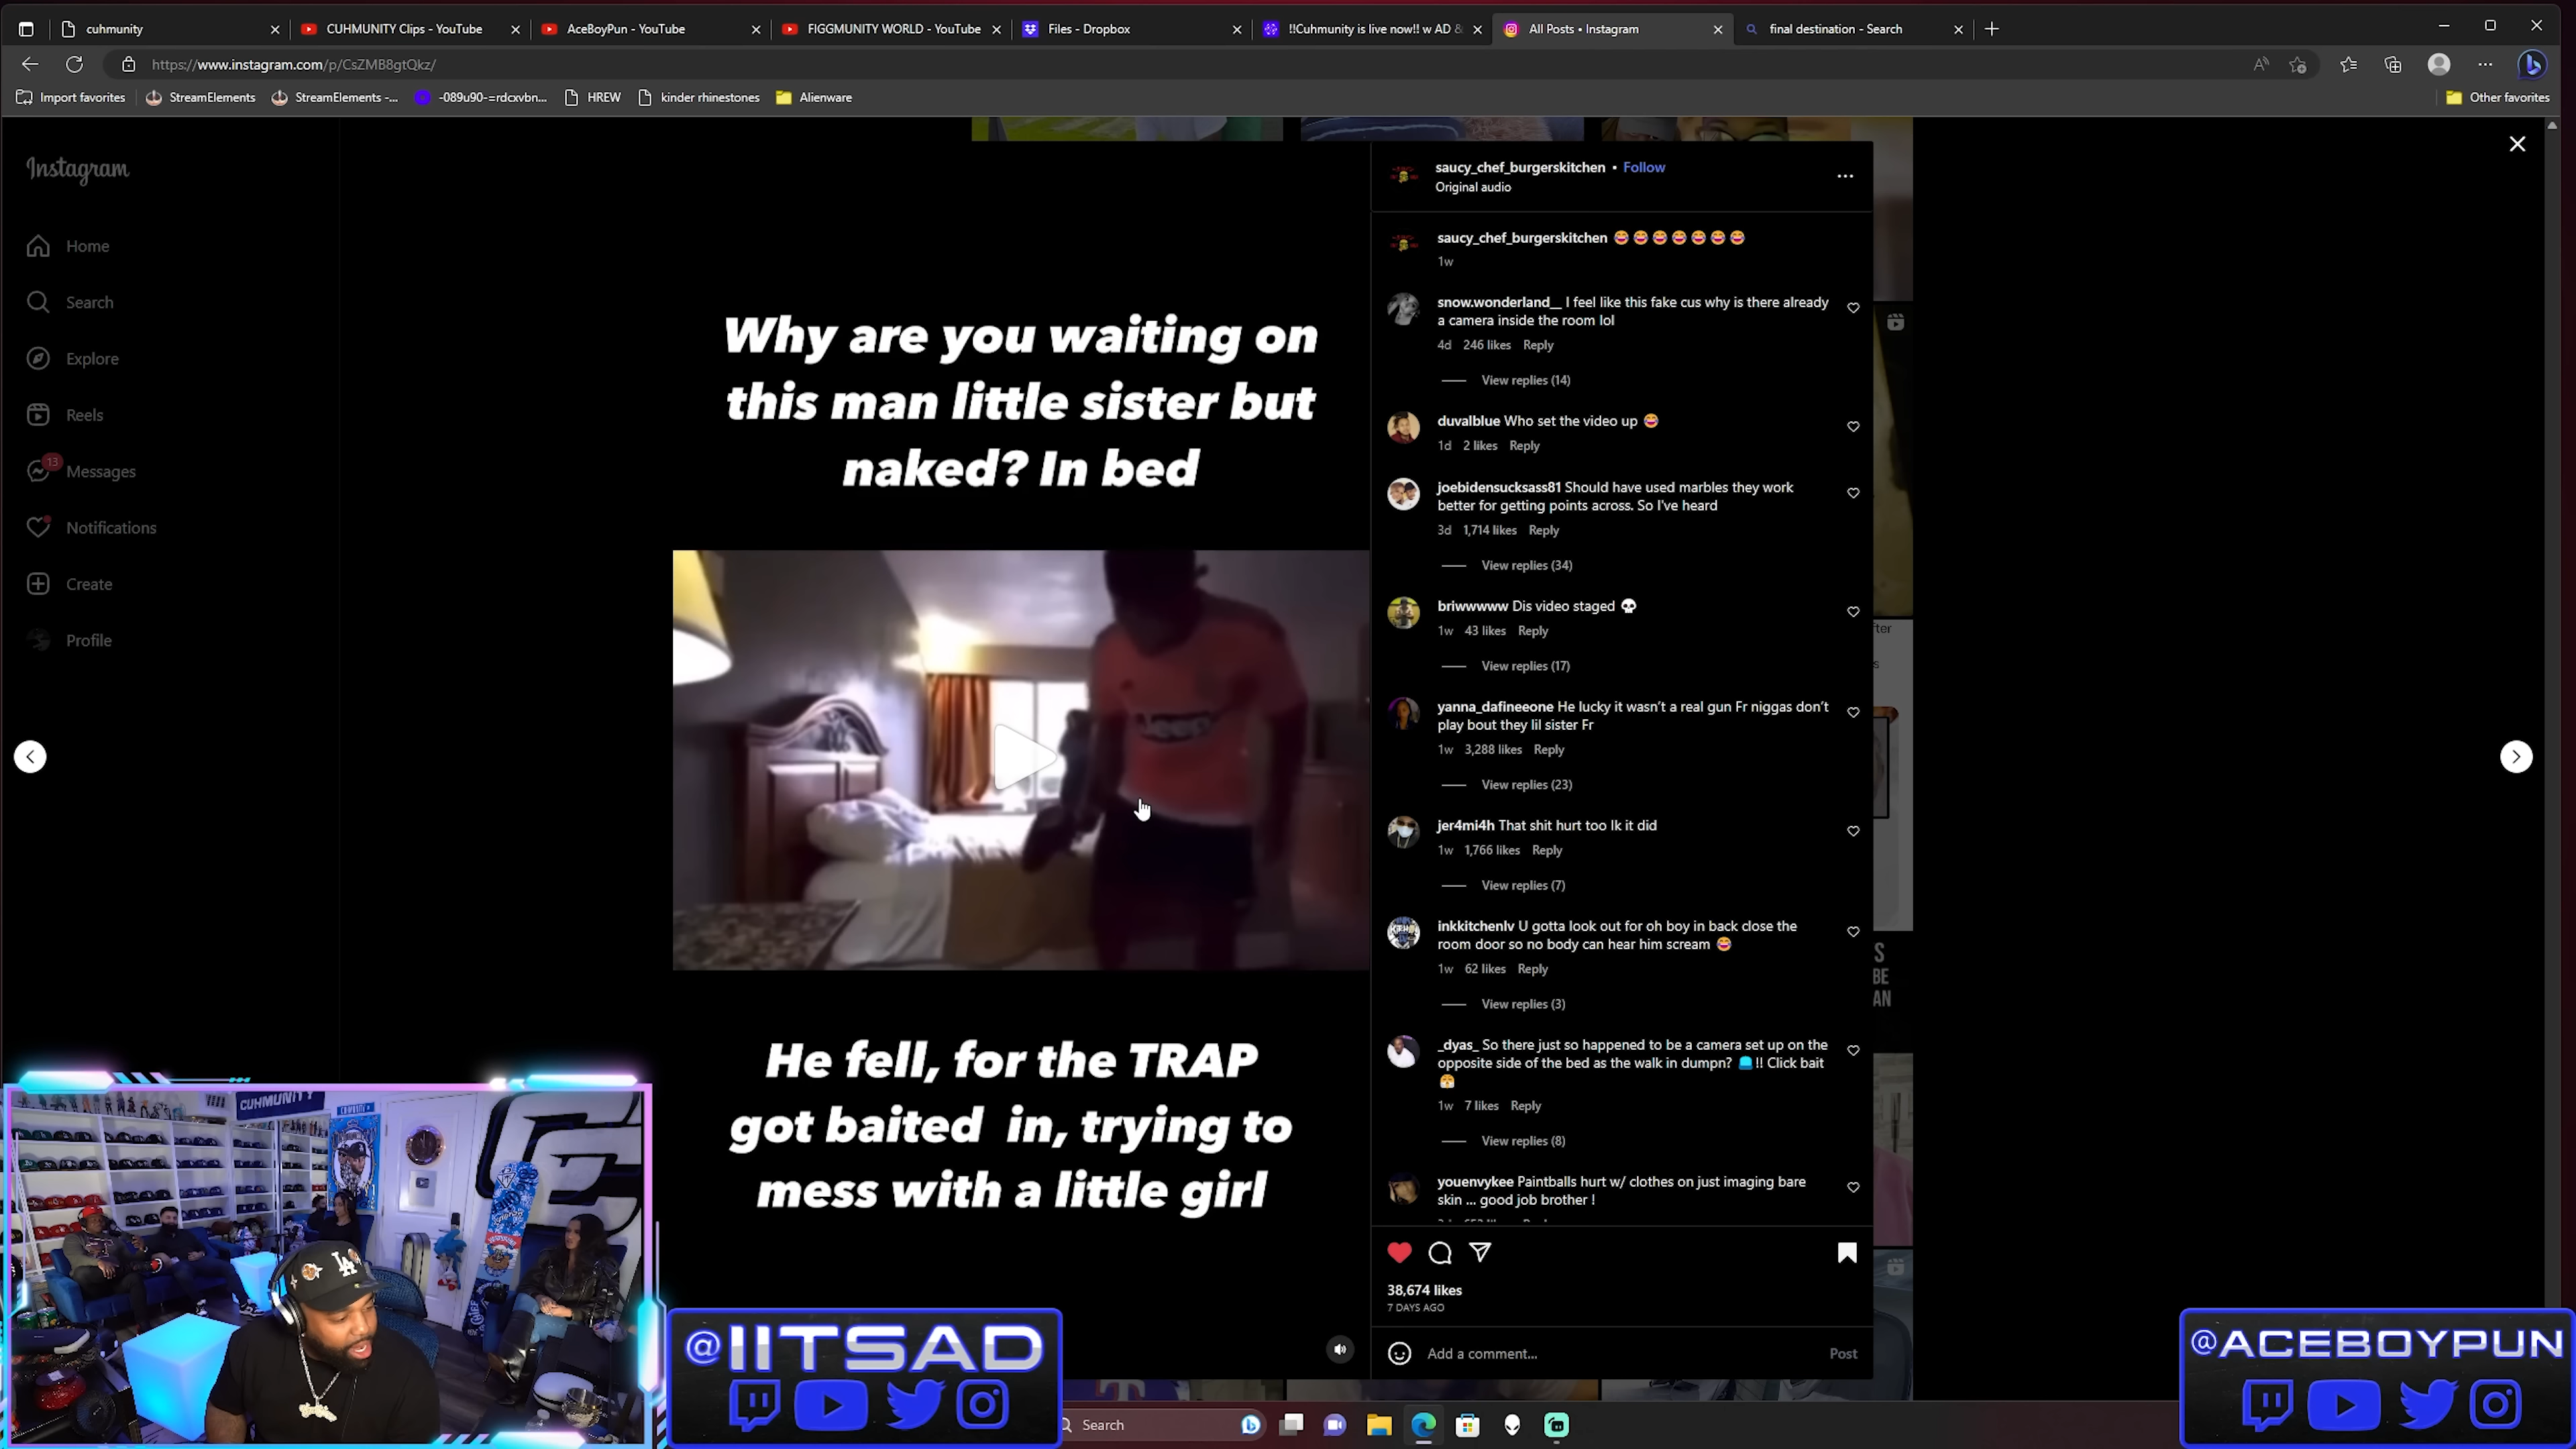 cuhmunity
CUHMUNITY Clips - YouTube
AceBoyPun - YouTube
FIGGMUNITY WORLD - YouTube
Files - Dropbox
!!Cuhmunity is live now!! w AD &
All Posts • Instagram
final destination - Search
https://www.instagram.com/p/CsZMB8gtQkz/
Import favorites
StreamElements
StreamElements -...
-089u90-=rdcxvbn...
HREW
kinder rhinestones
Alienware
Other favorites
Instagram
Home
Search
Explore
Reels
13
Messages
Notifications
Create
Profile
Why are you waiting on
this man little sister but
naked? In bed
He fell, for the TRAP
got baited in, trying to
mess with a little girl
saucy_chef_burgerskitchen • Follow
Original audio
saucy_chef_burgerskitchen 😂😂😂😂😂😂😂
1w
snow.wonderland__ I feel like this fake cus why is there already
a camera inside the room lol
4d 246 likes Reply
View replies (14)
duvalblue Who set the video up 😂
1d 2 likes Reply
joebidensucksass81 Should have used marbles they work
better for getting points across. So I've heard
3d 1,714 likes Reply
View replies (34)
briwwwww Dis video staged 💀
1w 43 likes Reply
View replies (17)
yanna_dafineeone He lucky it wasn't a real gun Fr niggas don't
play bout they lil sister Fr
1w 3,288 likes Reply
View replies (23)
jer4mi4h That shit hurt too Ik it did
1w 1,766 likes Reply
View replies (7)
inkkitchenlv U gotta look out for oh boy in back close the
room door so no body can hear him scream 😂
1w 62 likes Reply
View replies (3)
_dyas_ So there just so happened to be a camera set up on the
opposite side of the bed as the walk in dumpn? !! Click bait
1w 7 likes Reply
View replies (8)
youenvykee Paintballs hurt w/ clothes on just imaging bare
skin ... good job brother !
38,674 likes
7 DAYS AGO
Add a comment...
Post
S
BE
AN
CUHMUNITY
LA
@IITSAD
@ACEBOYPUN
Search